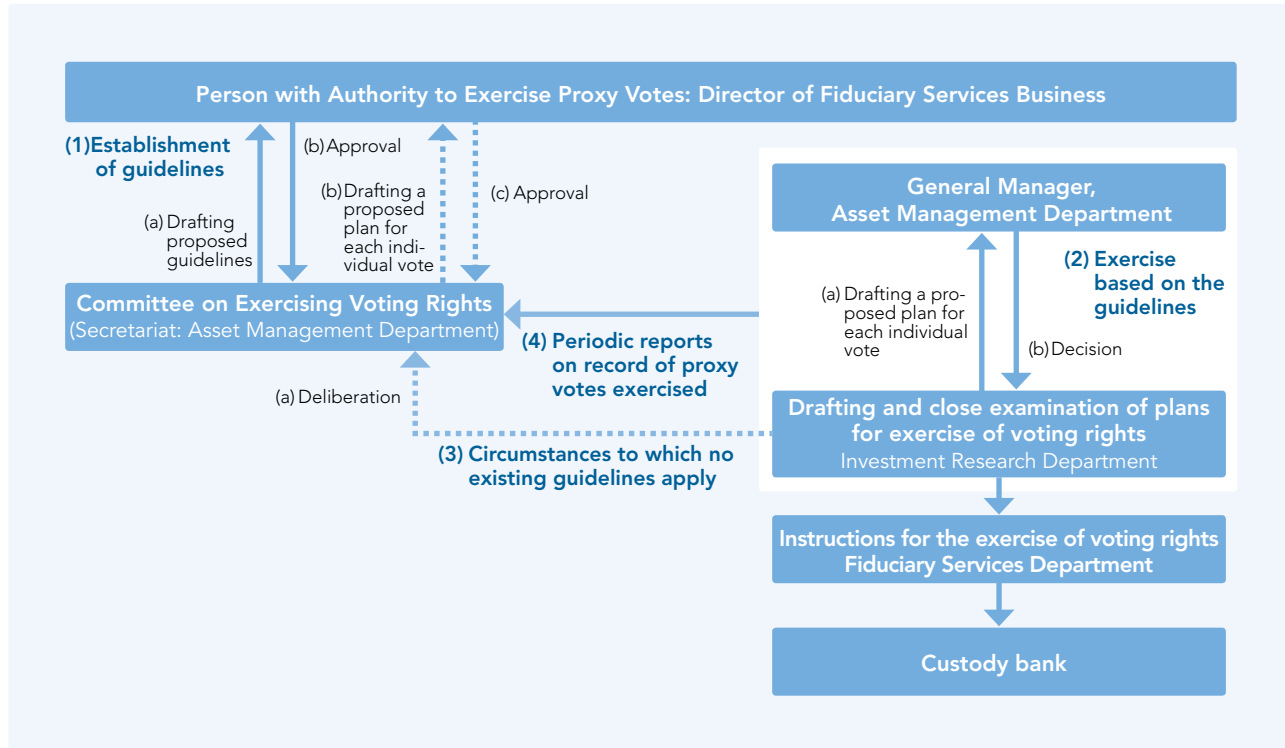 Person with Authority to Exercise Proxy Votes: Director of Fiduciary Services Business
(1)Establishment
of guidelines
(a) Drafting
proposed
guidelines
(b) Approval
(b) Drafting a
proposed
plan for
each indi-
vidual vote
(c) Approval
Committee on Exercising Voting Rights
(Secretariat: Asset Management Department)
General Manager,
Asset Management Department
(2) Exercise
based on the
guidelines
(a) Drafting a pro-
posed plan for
each individual
vote
(b) Decision
(4) Periodic reports
on record of proxy
votes exercised
(a) Deliberation
(3) Circumstances to which no
existing guidelines apply
Drafting and close examination of plans
for exercise of voting rights
Investment Research Department
Instructions for the exercise of voting rights
Fiduciary Services Department
Custody bank